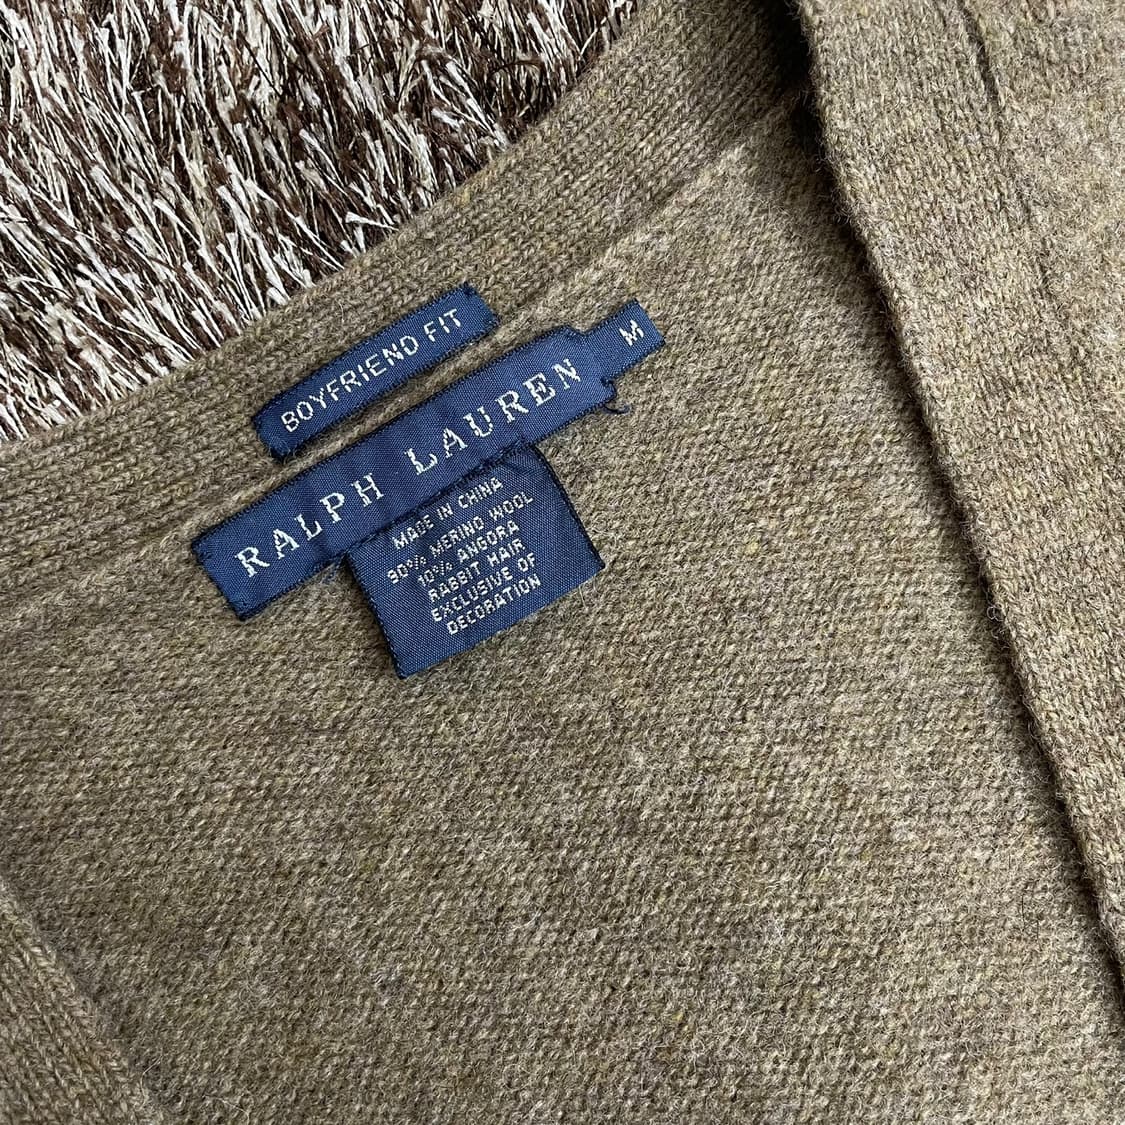 BOYFRIEND FIT
RALPH LAUREN
M
MADE IN CHINA
90% MERINO WOOL
10% ANGORA
RABBIT HAIR
EXCLUSIVE OF
DECORATION